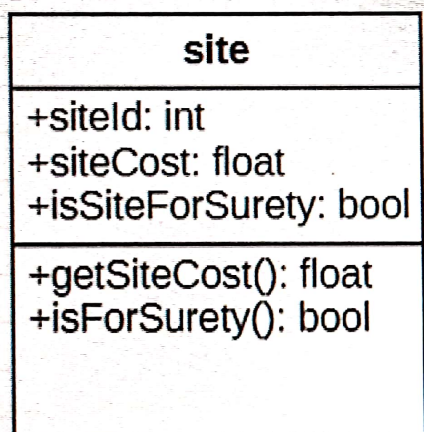 site
+siteId: int
+siteCost: float
+isSiteForSurety: bool
+getSiteCost(): float
+isForSurety(): bool